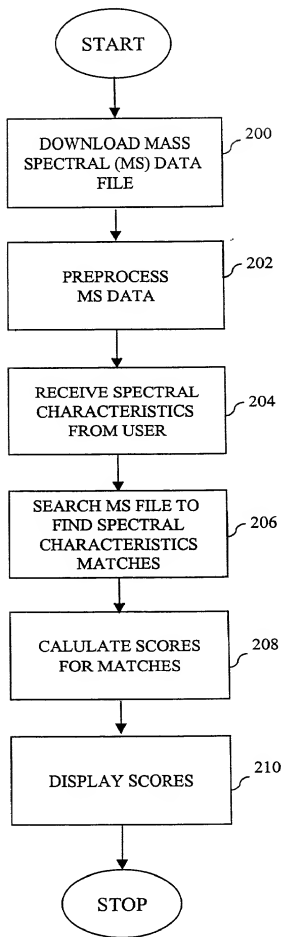 START
DOWNLOAD MASS
SPECTRAL (MS) DATA
FILE
200
PREPROCESS
MS DATA
202
RECEIVE SPECTRAL
CHARACTERISTICS
FROM USER
204
SEARCH MS FILE TO
FIND SPECTRAL
CHARACTERISTICS
MATCHES
206
CALULATE SCORES
FOR MATCHES
208
DISPLAY SCORES
210
STOP